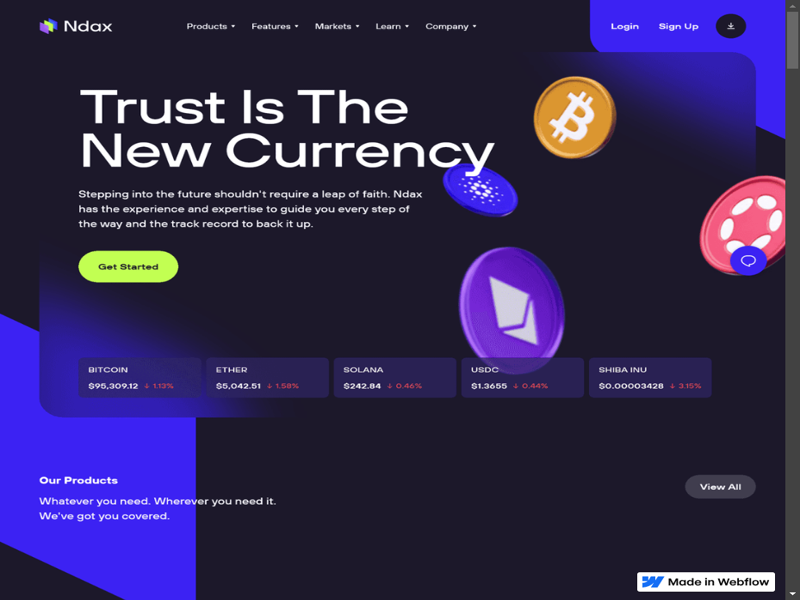 Ndax
Products
Features
Markets
Learn
Company
Login
Sign Up
Trust Is The
New Currency
Stepping into the future shouldn't require a leap of faith. Ndax
has the experience and expertise to guide you every step of
the way and the track record to back it up.
Get Started
BITCOIN
$95,309.12 ↓ 1.13%
ETHER
$5,042.51 ↓ 1.58%
SOLANA
$242.84 ↓ 0.46%
USDC
$1.3655 ↓ 0.44%
SHIBA INU
$0.00003428 ↓ 3.15%
Our Products
Whatever you need. Wherever you need it.
We've got you covered.
View All
Made in Webflow